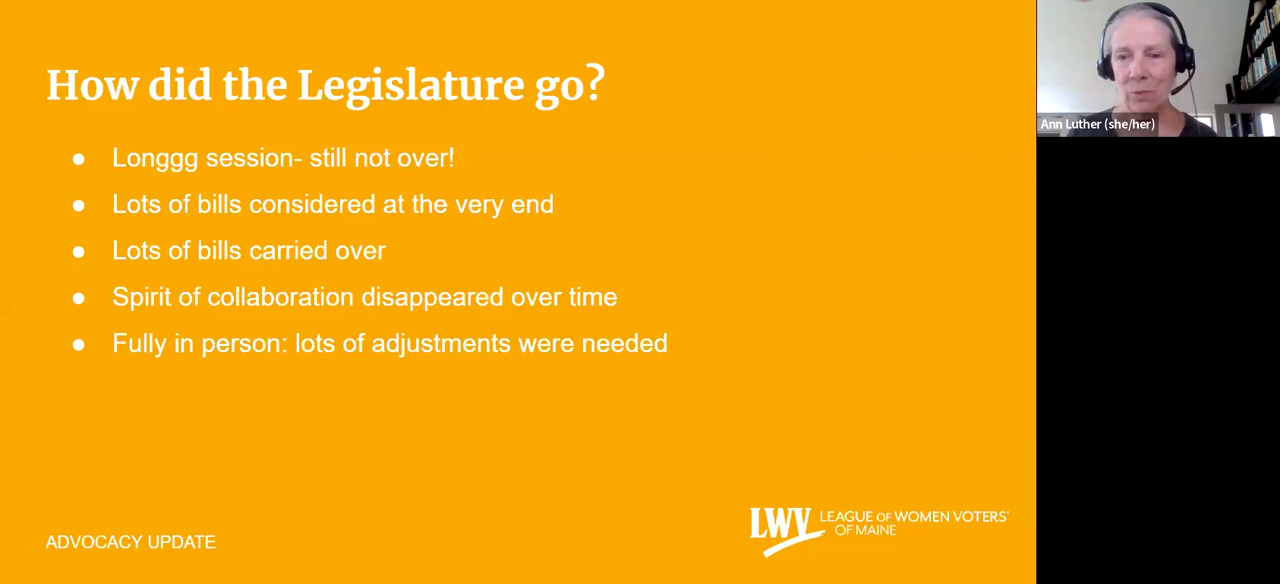 How did the Legislature go?
● Longgg session- still not over!
● Lots of bills considered at the very end
● Lots of bills carried over
● Spirit of collaboration disappeared over time
● Fully in person: lots of adjustments were needed
ADVOCACY UPDATE
LWV LEAGUE OF WOMEN VOTERS®
OF MAINE
Ann Luther (she/her)